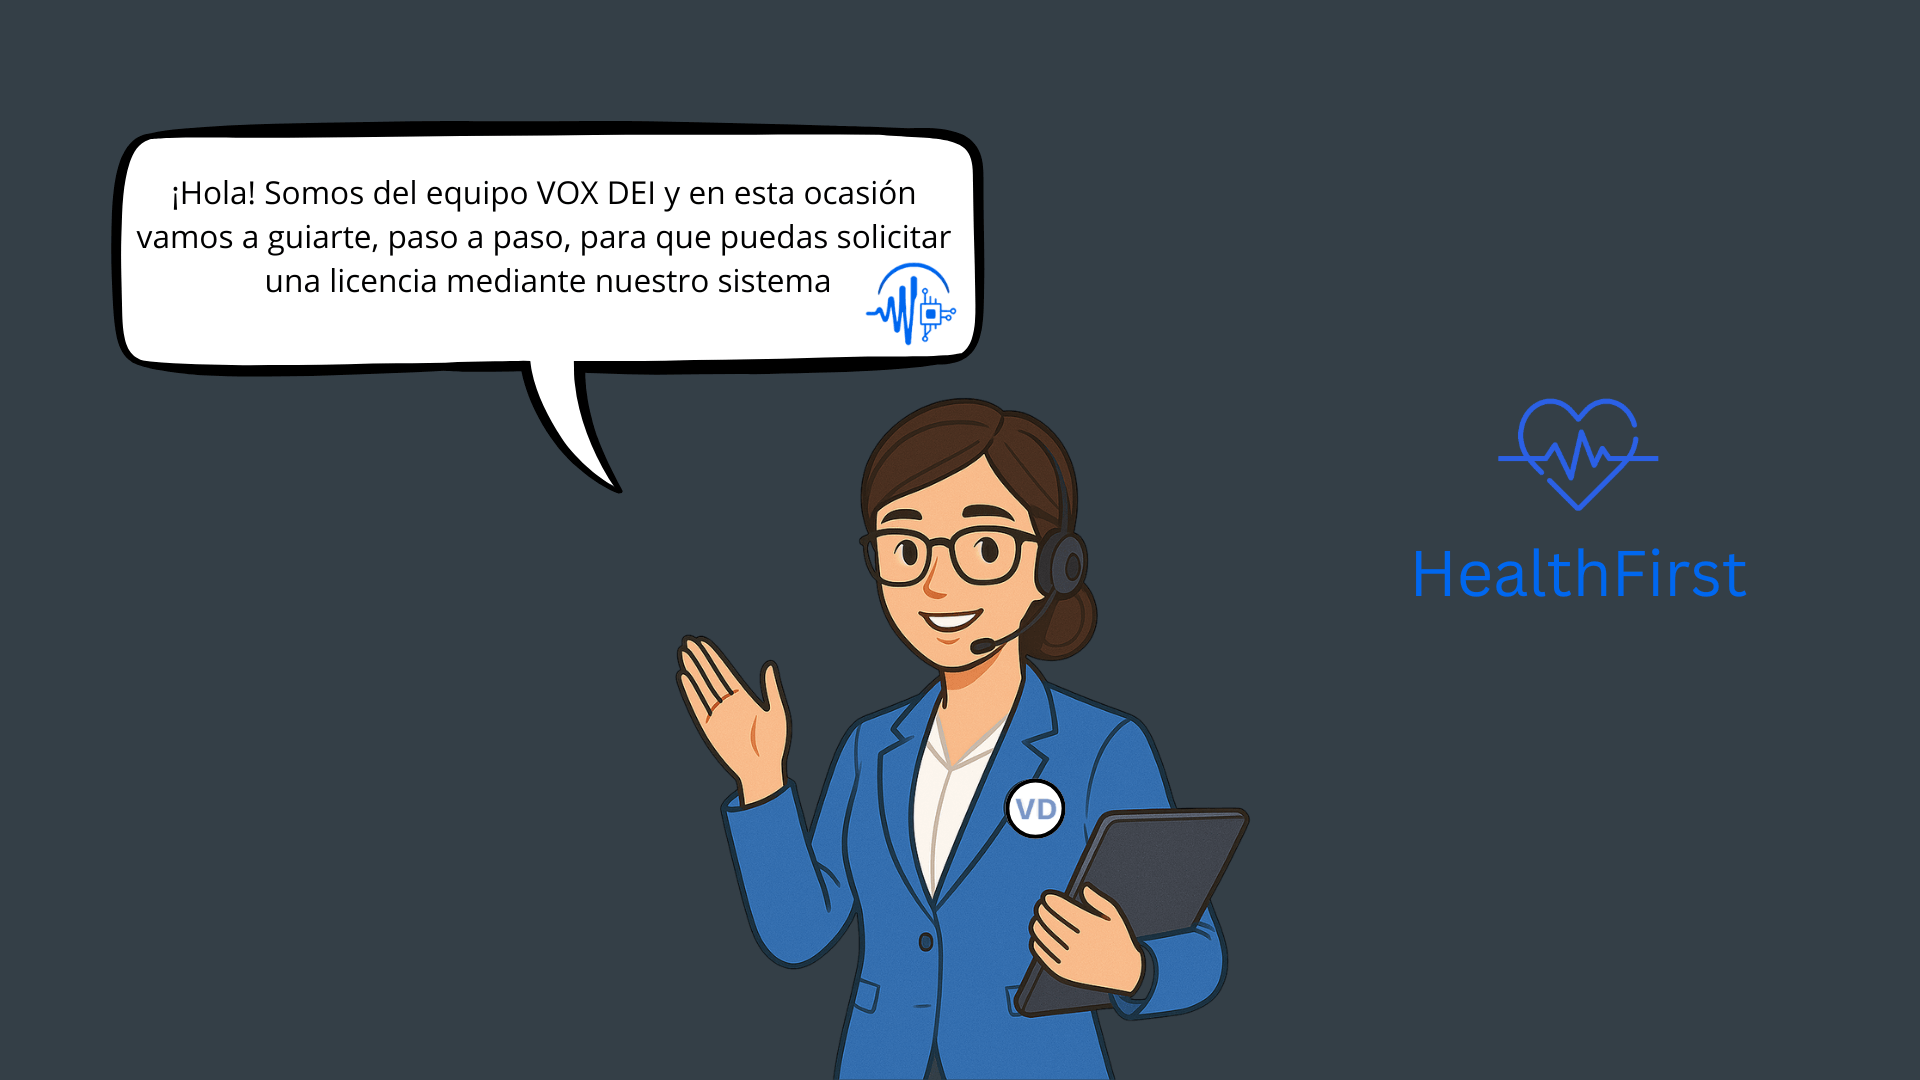 ¡Hola! Somos del equipo VOX DEI y en esta ocasión
vamos a guiarte, paso a paso, para que puedas solicitar
una licencia mediante nuestro sistema
HealthFirst
VD